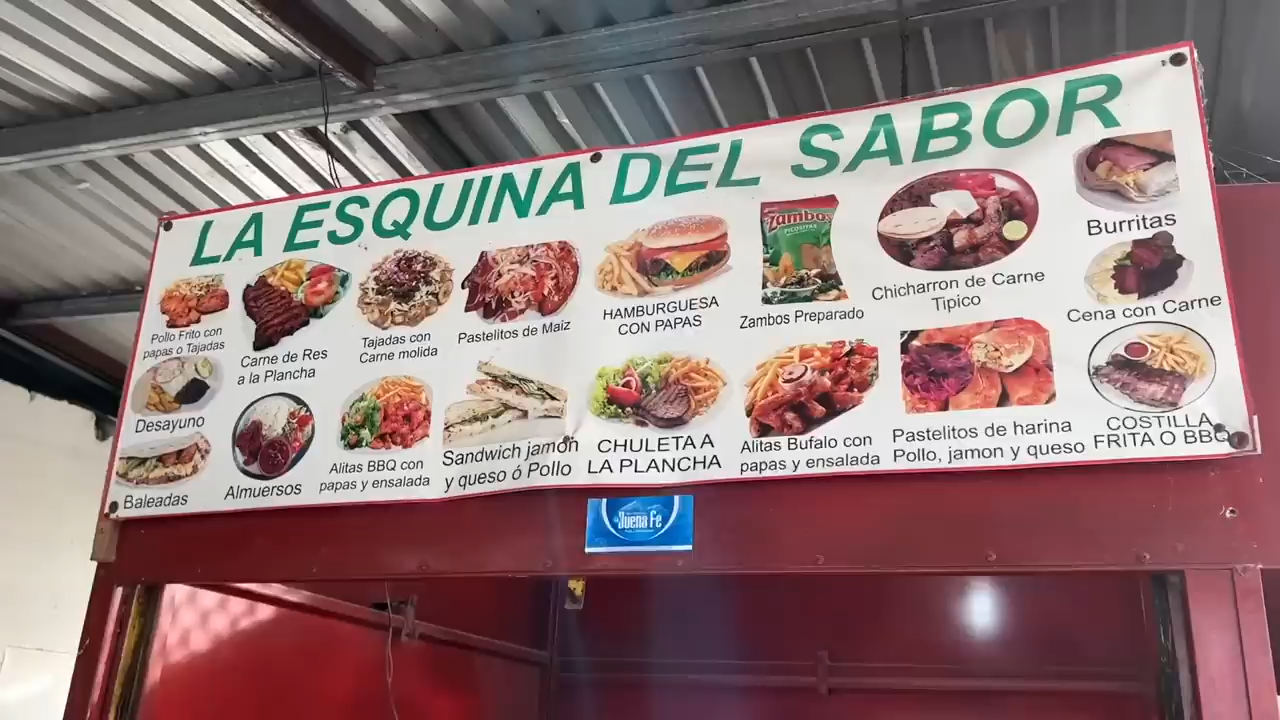 LA ESQUINA DEL SABOR
Pollo Frito con
papas o Tajadas
Carne de Res
a la Plancha
Tajadas con
Carne molida
Pastelitos de Maiz
HAMBURGUESA
CON PAPAS
Zambos
PICOSITAS
Zambos Preparado
Chicharron de Carne
Tipico
Burritas
Cena con Carne
Desayuno
Baleadas
Almuersos
Alitas BBQ con
papas y ensalada
Sandwich jamon
y queso ó Pollo
CHULETA A
LA PLANCHA
Alitas Bufalo con
papas y ensalada
Pastelitos de harina
Pollo, jamon y queso
COSTILLA
FRITA O BBQ
Buena Fe